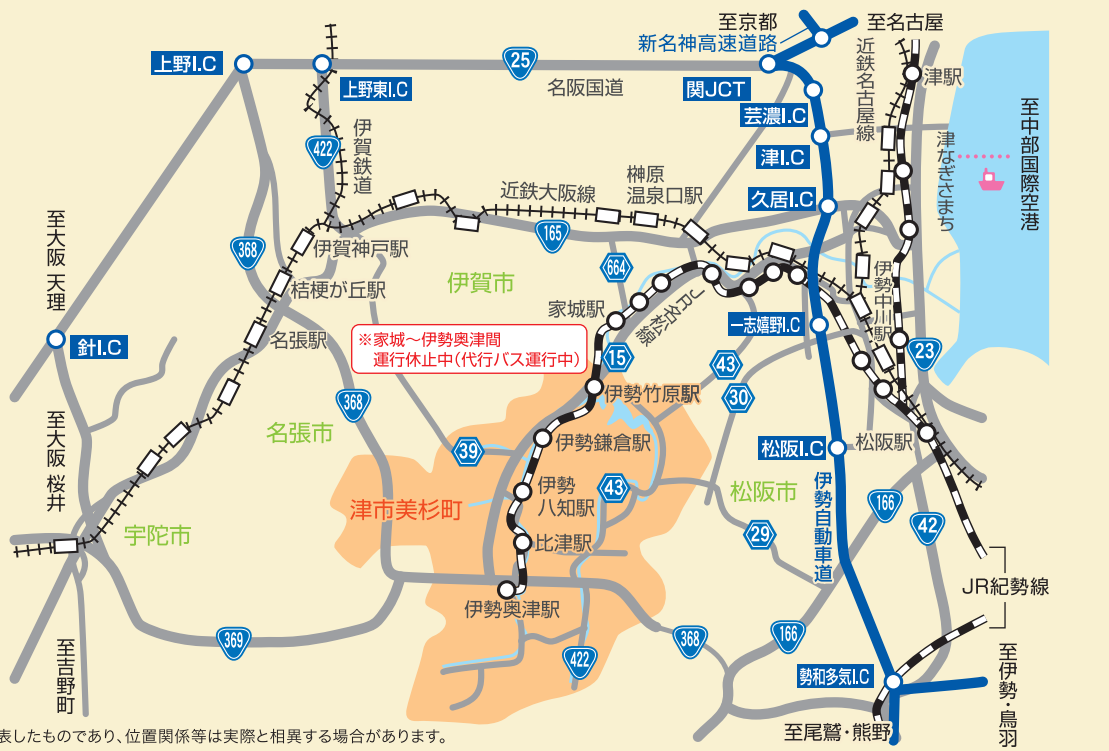 至京都
至名古屋
新名神高速道路
上野I.C
25
名阪国道
上野東I.C
関JCT
近鉄名古屋線
津駅
芸濃I.C
至中部国際空港
422
伊賀鉄道
津I.C
津なぎさまち
榊原
温泉口駅
近鉄大阪線
久居I.C
至大阪 天理
368
165
伊賀神戸駅
664
伊賀市
桔梗が丘駅
伊勢中川駅
家城駅
JR名松線
一志嬉野I.C
針I.C
名張駅
※家城～伊勢奥津間
運行休止中(代行バス運行中)
15
43
23
30
伊勢竹原駅
368
名張市
伊勢鎌倉駅
松阪I.C
松阪駅
39
至大阪 桜井
伊勢
八知駅
43
松阪市
津市美杉町
166
伊勢自動車道
42
宇陀市
比津駅
29
JR紀勢線
伊勢奥津駅
369
368
166
422
至吉野町
勢和多気I.C
至伊勢・鳥羽
至尾鷲・熊野
表したものであり、位置関係等は実際と相異する場合があります。